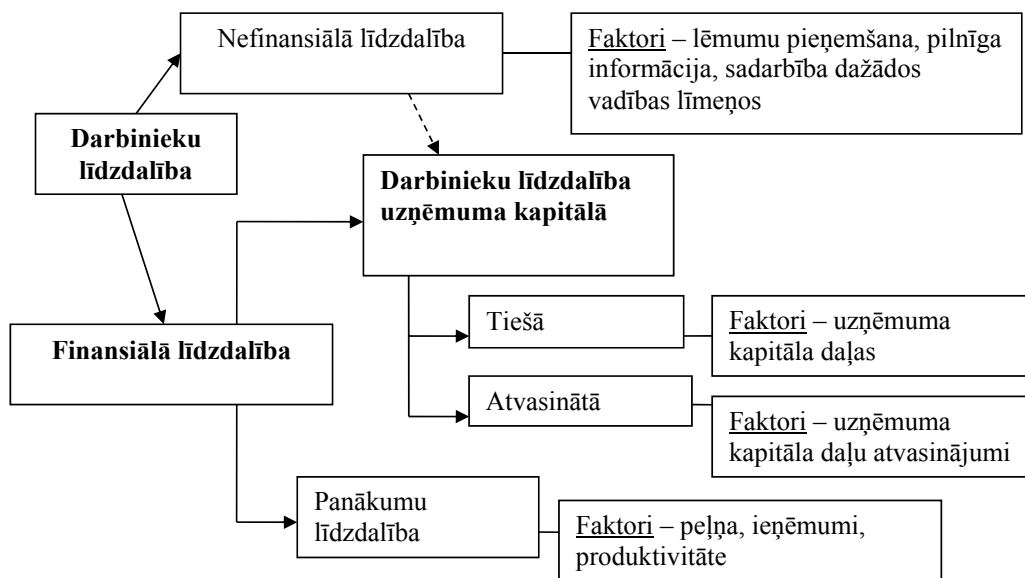 Nefinansiālā līdzdalība
Faktori – lēmumu pieņemšana, pilnīga
informācija, sadarbība dažādos
vadības līmeņos
Darbinieku
līdzdalība
Darbinieku līdzdalība
uzņēmuma kapitālā
Finansiālā līdzdalība
Tiešā
Faktori – uzņēmuma
kapitāla daļas
Atvasinātā
Faktori – uzņēmuma
kapitāla daļu atvasinājumi
Panākumu
līdzdalība
Faktori – peļņa, ieņēmumi,
produktivitāte